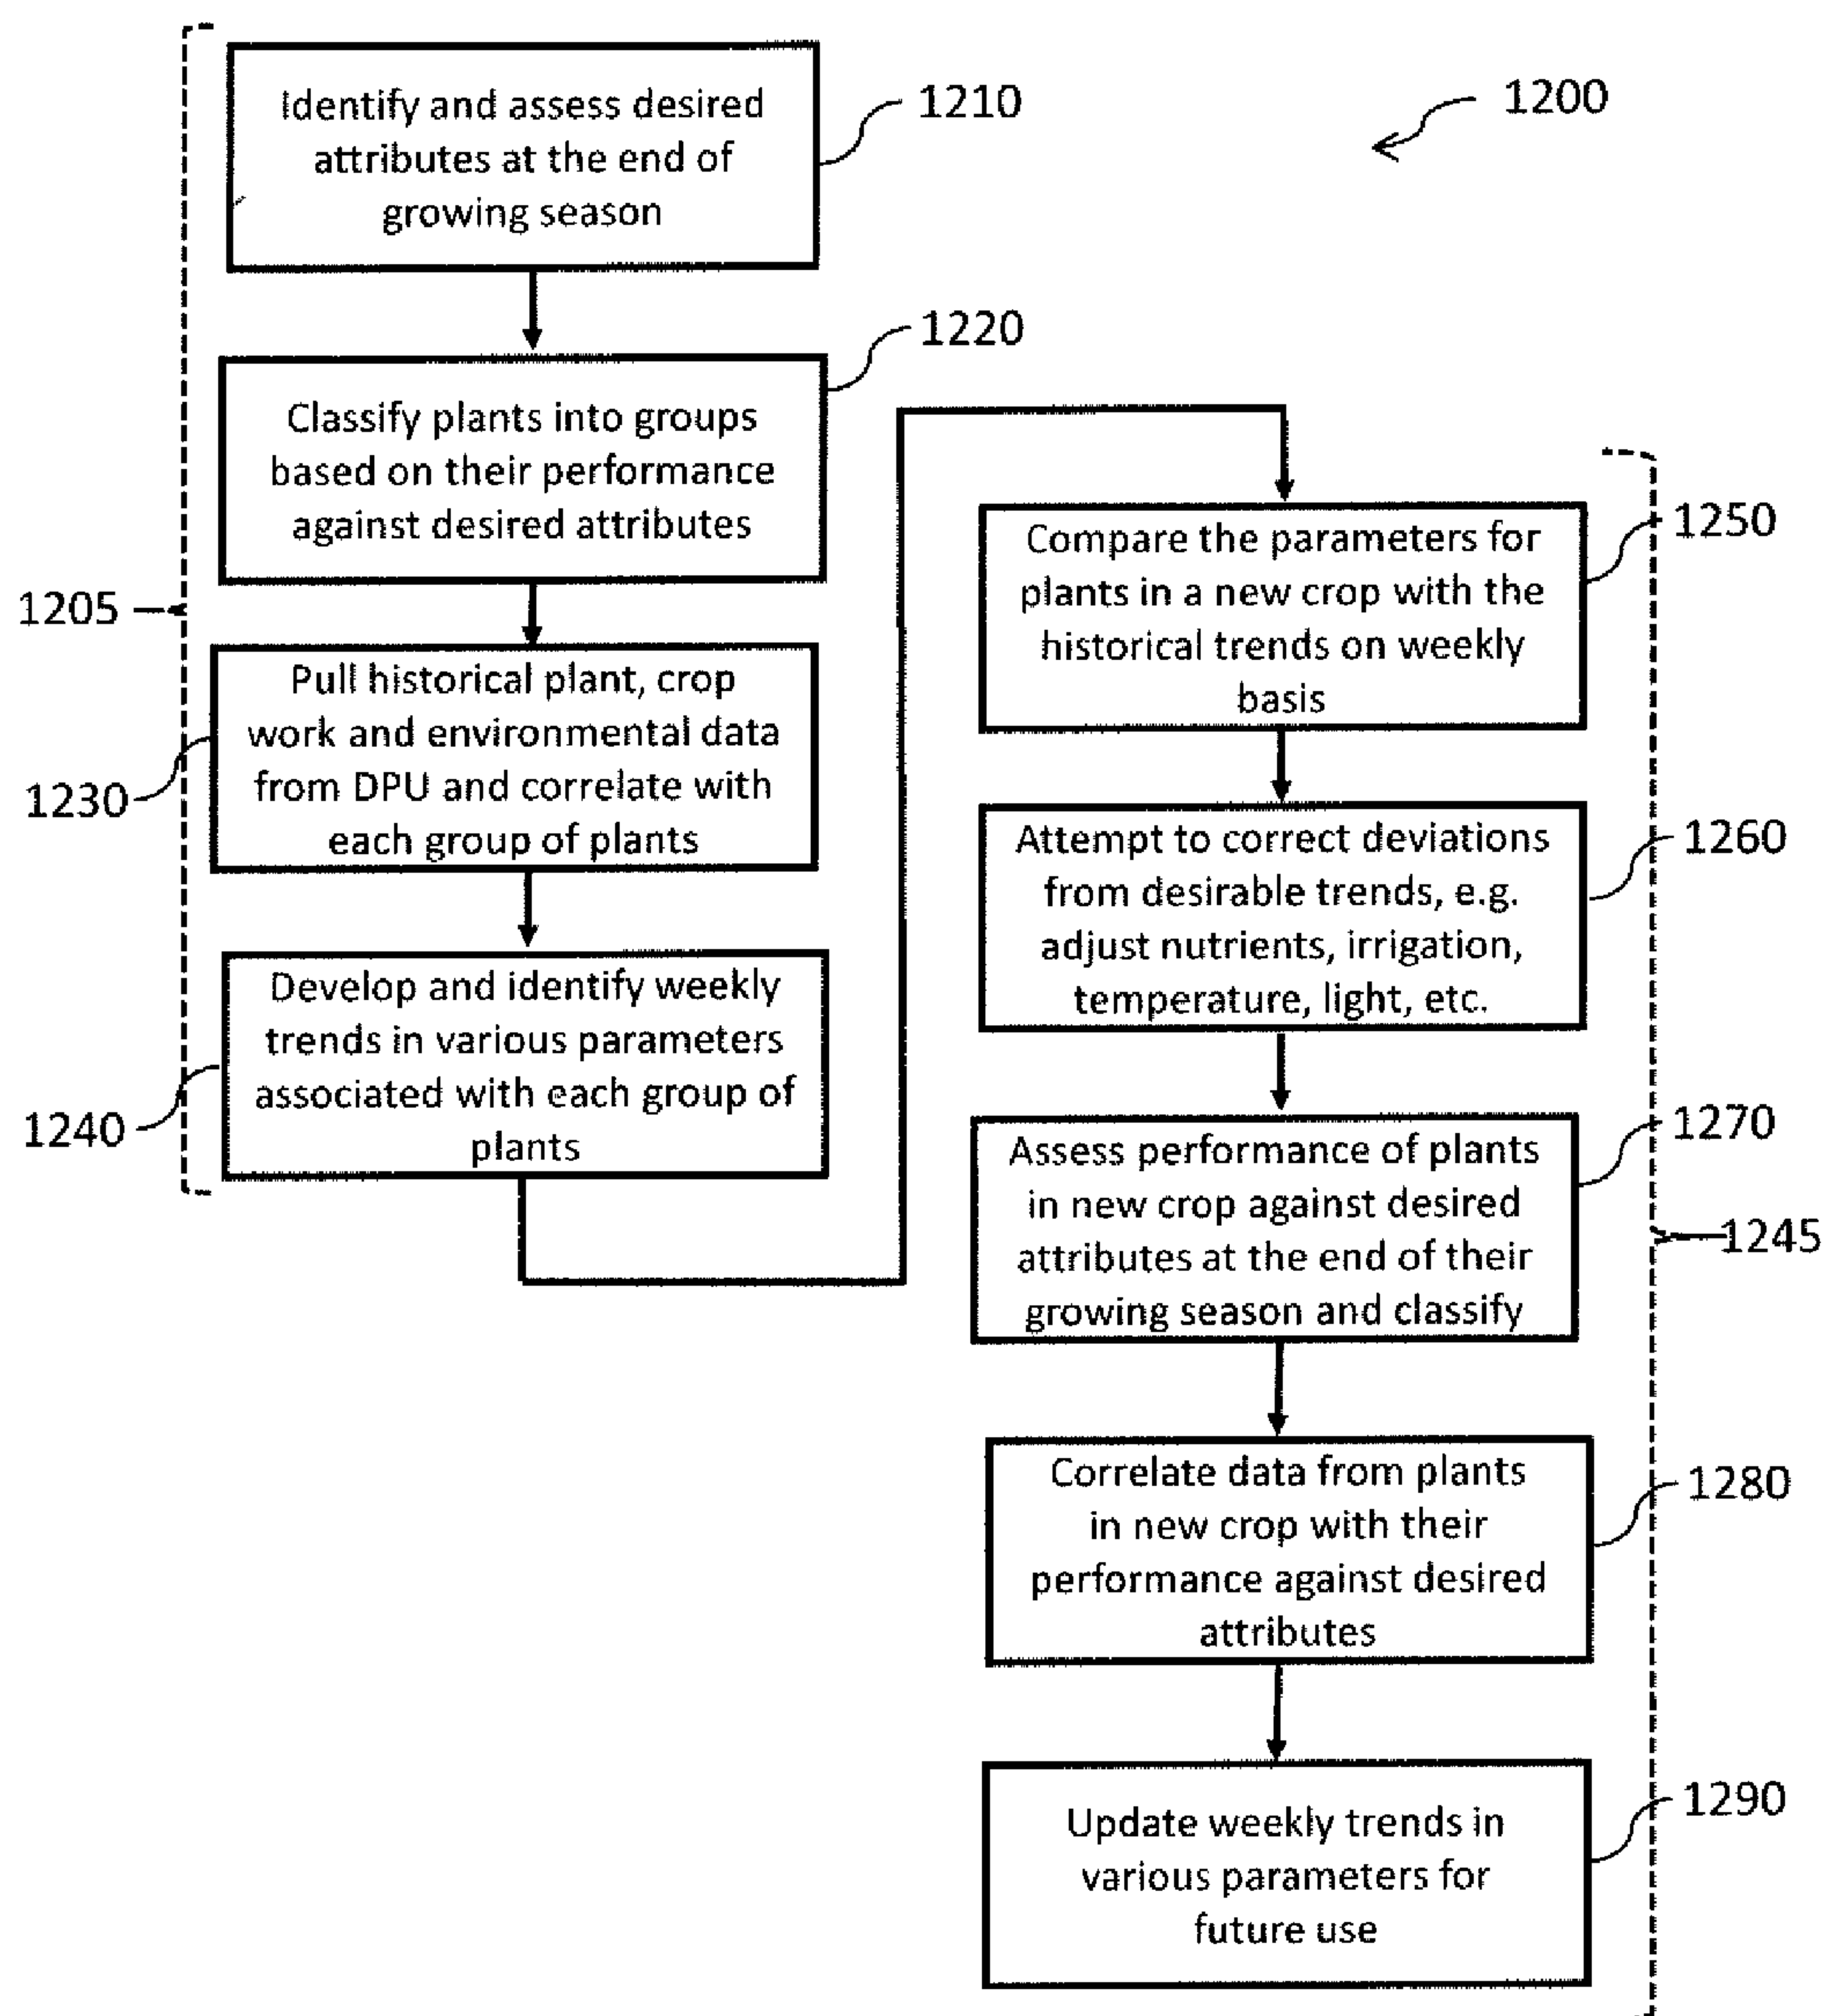 1200
Identify and assess desired
attributes at the end of
growing season
1210
Classify plants into groups
based on their performance
against desired attributes
1220
1205
Pull historical plant, crop
work and environmental data
from DPU and correlate with
each group of plants
1230
Develop and identify weekly
trends in various parameters
associated with each group of
plants
1240
Compare the parameters for
plants in a new crop with the
historical trends on weekly
basis
1250
Attempt to correct deviations
from desirable trends, e.g.
adjust nutrients, irrigation,
temperature, light, etc.
1260
Assess performance of plants
in new crop against desired
attributes at the end of their
growing season and classify
1270
1245
Correlate data from plants
in new crop with their
performance against desired
attributes
1280
Update weekly trends in
various parameters for
future use
1290